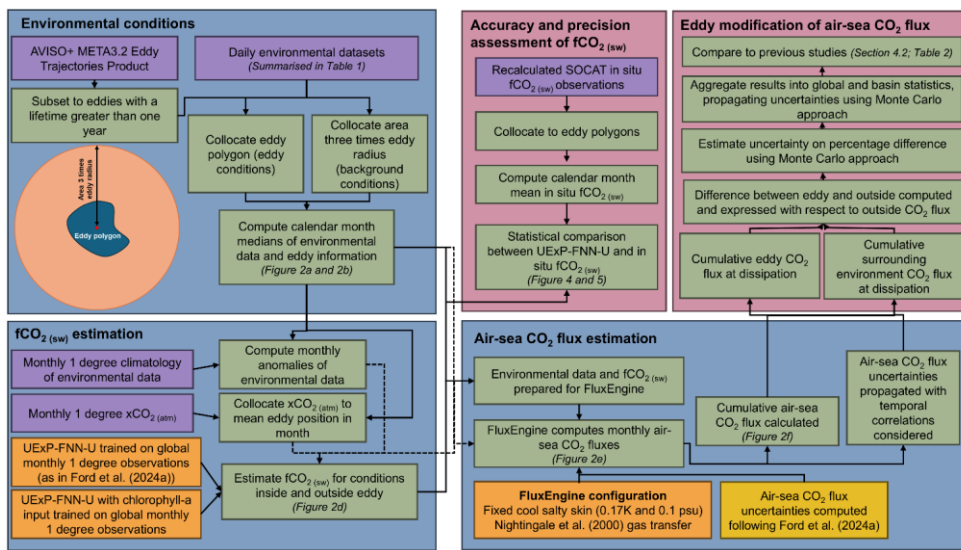 Environmental conditions
AVISO+ META3.2 Eddy
Trajectories Product
Daily environmental datasets
(Summarised in Table 1)
Subset to eddies with a
lifetime greater than one
year
Collocate eddy
polygon (eddy
conditions)
Collocate area
three times eddy
radius
(background
conditions)
Area 3 times
eddy radius
Eddy polygon
Compute calendar month
medians of environmental
data and eddy information
(Figure 2a and 2b)
fCO2 (sw) estimation
Monthly 1 degree climatology
of environmental data
Compute monthly
anomalies of
environmental data
Monthly 1 degree xCO2 (atm)
Collocate xCO2 (atm) to
mean eddy position in
month
UExP-FNN-U trained on global
monthly 1 degree observations
(as in Ford et al. (2024a))
UExP-FNN-U with chlorophyll-a
input trained on global monthly
1 degree observations
Estimate fCO2 (sw) for conditions
inside and outside eddy
(Figure 2d)
Accuracy and precision
assessment of fCO2 (sw)
Recalculated SOCAT in situ
fCO2 (sw) observations
Collocate to eddy polygons
Compute calendar month
mean in situ fCO2 (sw)
Statistical comparison
between UExP-FNN-U and in
situ fCO2 (sw)
(Figure 4 and 5)
Eddy modification of air-sea CO2 flux
Compare to previous studies (Section 4.2; Table 2)
Aggregate results into global and basin statistics,
propagating uncertainties using Monte Carlo
approach
Estimate uncertainty on percentage difference
using Monte Carlo approach
Difference between eddy and outside computed
and expressed with respect to outside CO2 flux
Cumulative eddy CO2
flux at dissipation
Cumulative
surrounding
environment CO2 flux
at dissipation
Air-sea CO2 flux estimation
Environmental data and fCO2 (sw)
prepared for FluxEngine
FluxEngine computes monthly air-
sea CO2 fluxes
(Figure 2e)
Cumulative air-sea
CO2 flux calculated
(Figure 2f)
Air-sea CO2 flux
uncertainties
propagated with
temporal
correlations
considered
FluxEngine configuration
Fixed cool salty skin (0.17K and 0.1 psu)
Nightingale et al. (2000) gas transfer
Air-sea CO2 flux
uncertainties computed
following Ford et al. (2024a)